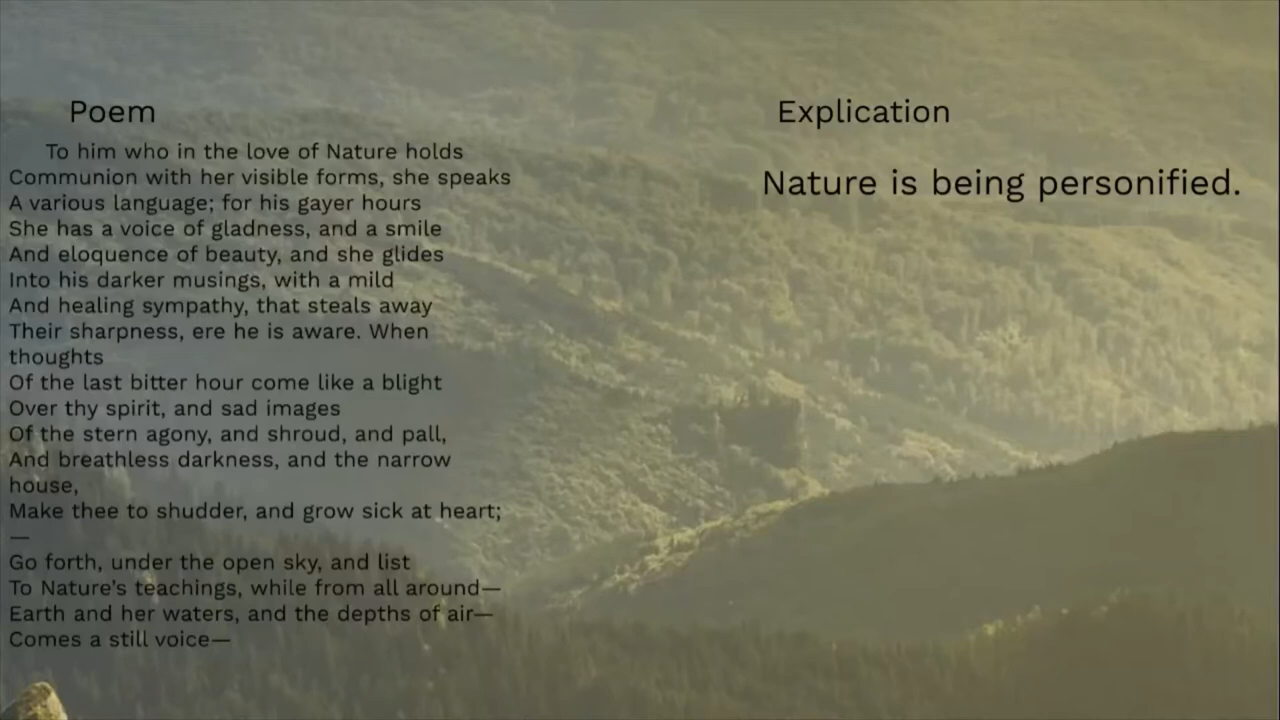 Poem
To him who in the love of Nature holds
Communion with her visible forms, she speaks
A various language; for his gayer hours
She has a voice of gladness, and a smile
And eloquence of beauty, and she glides
Into his darker musings, with a mild
And healing sympathy, that steals away
Their sharpness, ere he is aware. When
thoughts
Of the last bitter hour come like a blight
Over thy spirit, and sad images
Of the stern agony, and shroud, and pall,
And breathless darkness, and the narrow
house,
Make thee to shudder, and grow sick at heart;
—
Go forth, under the open sky, and list
To Nature’s teachings, while from all around—
Earth and her waters, and the depths of air—
Comes a still voice—
Explication
Nature is being personified.